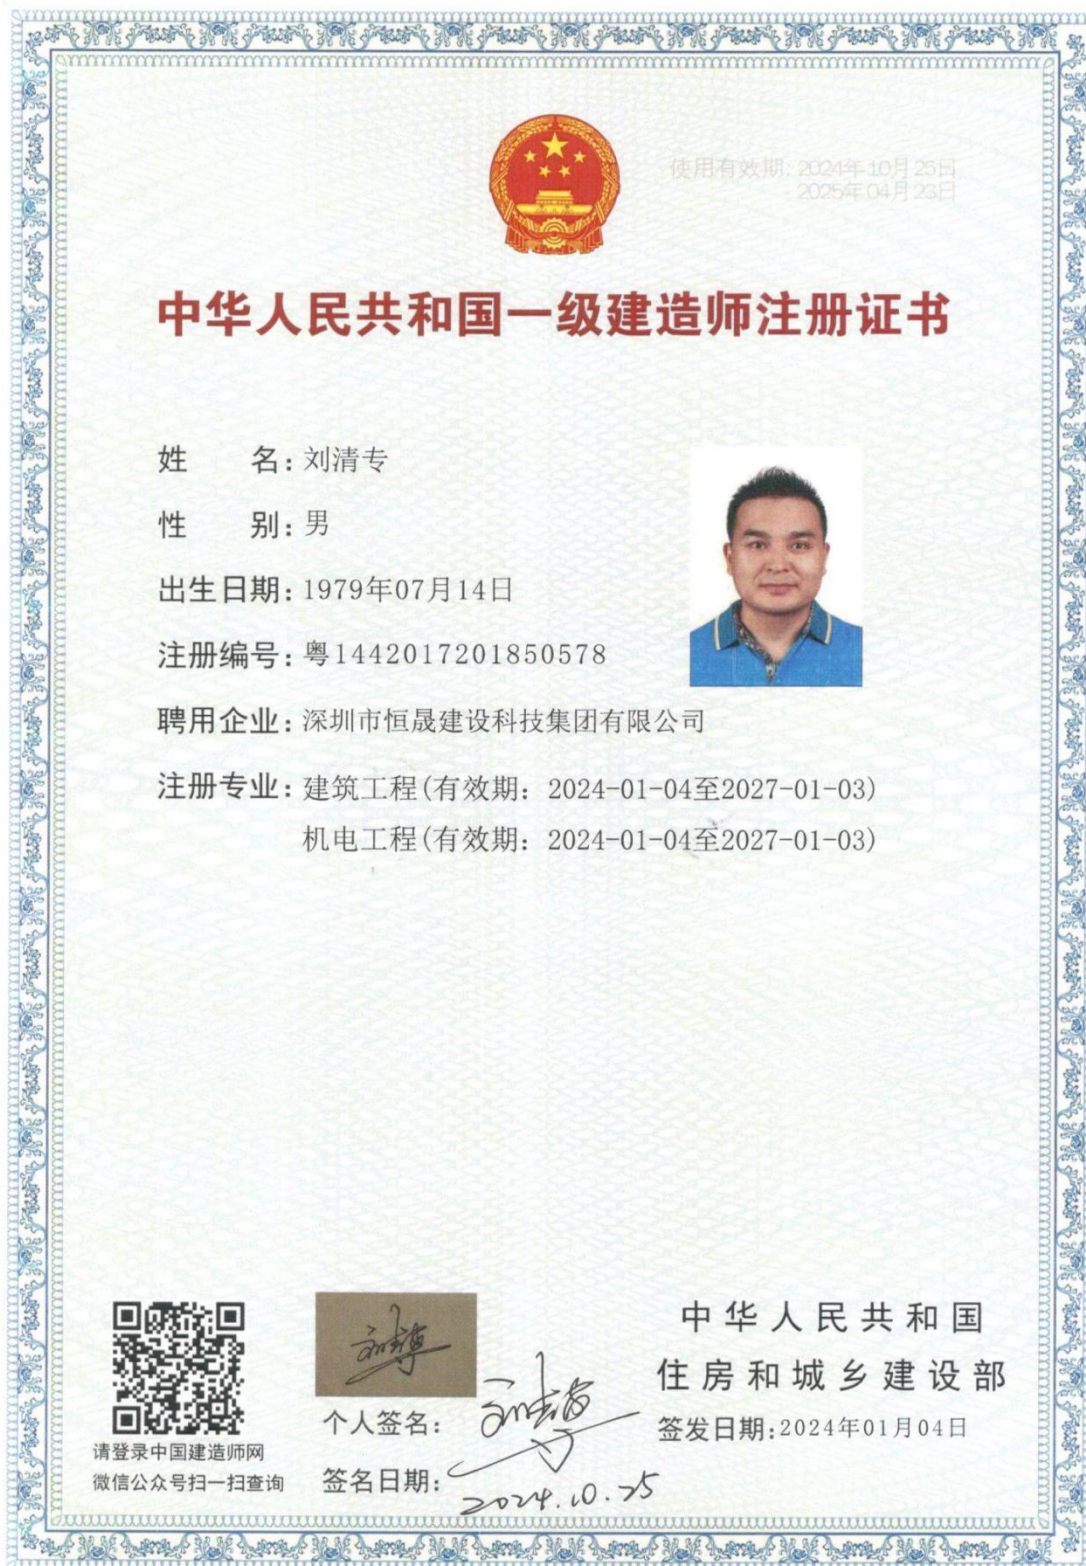 使用有效期: 2024年10月25日
2025年04月23日
中华人民共和国一级建造师注册证书
姓 名: 刘清专
性 别: 男
出生日期: 1979年07月14日
注册编号: 粤1442017201850578
聘用企业: 深圳市恒晟建设科技集团有限公司
注册专业: 建筑工程(有效期: 2024-01-04至2027-01-03)
机电工程(有效期: 2024-01-04至2027-01-03)
请登录中国建造师网
微信公众号扫一扫查询
个人签名:
签名日期: 2024.10.25
中华人民共和国
住房和城乡建设部
签发日期: 2024年01月04日